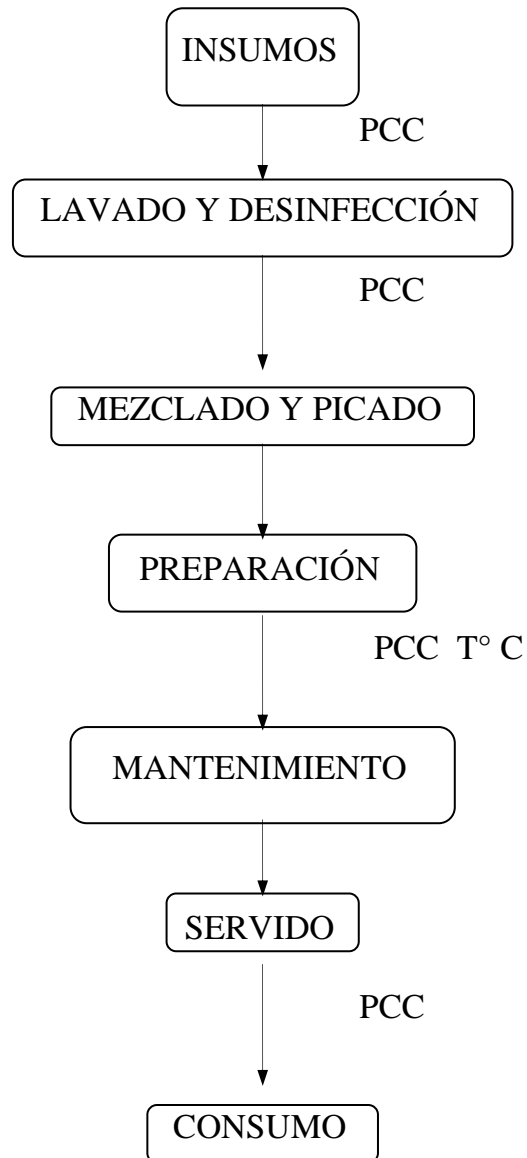 INSUMOS
PCC
LAVADO Y DESINFECCIÓN
PCC
MEZCLADO Y PICADO
PREPARACIÓN
PCC T° C
MANTENIMIENTO
SERVIDO
PCC
CONSUMO